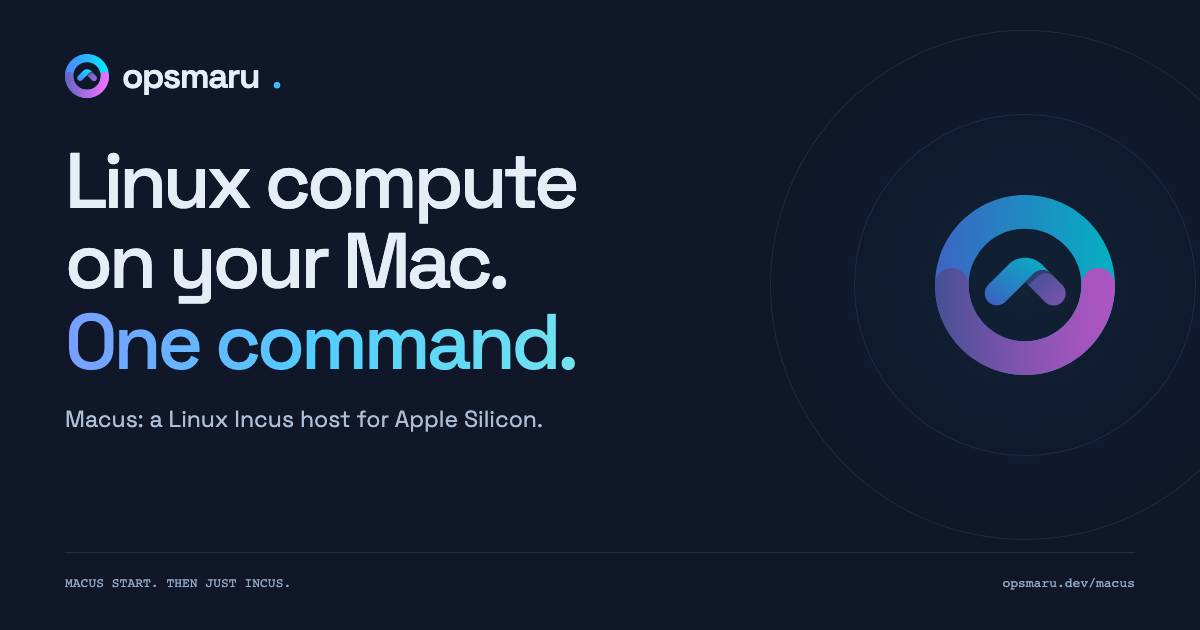 opsmaru .
Linux compute
on your Mac.
One command.
Macus: a Linux Incus host for Apple Silicon.
MACUS START. THEN JUST INCUS.
opsmaru.dev/macus